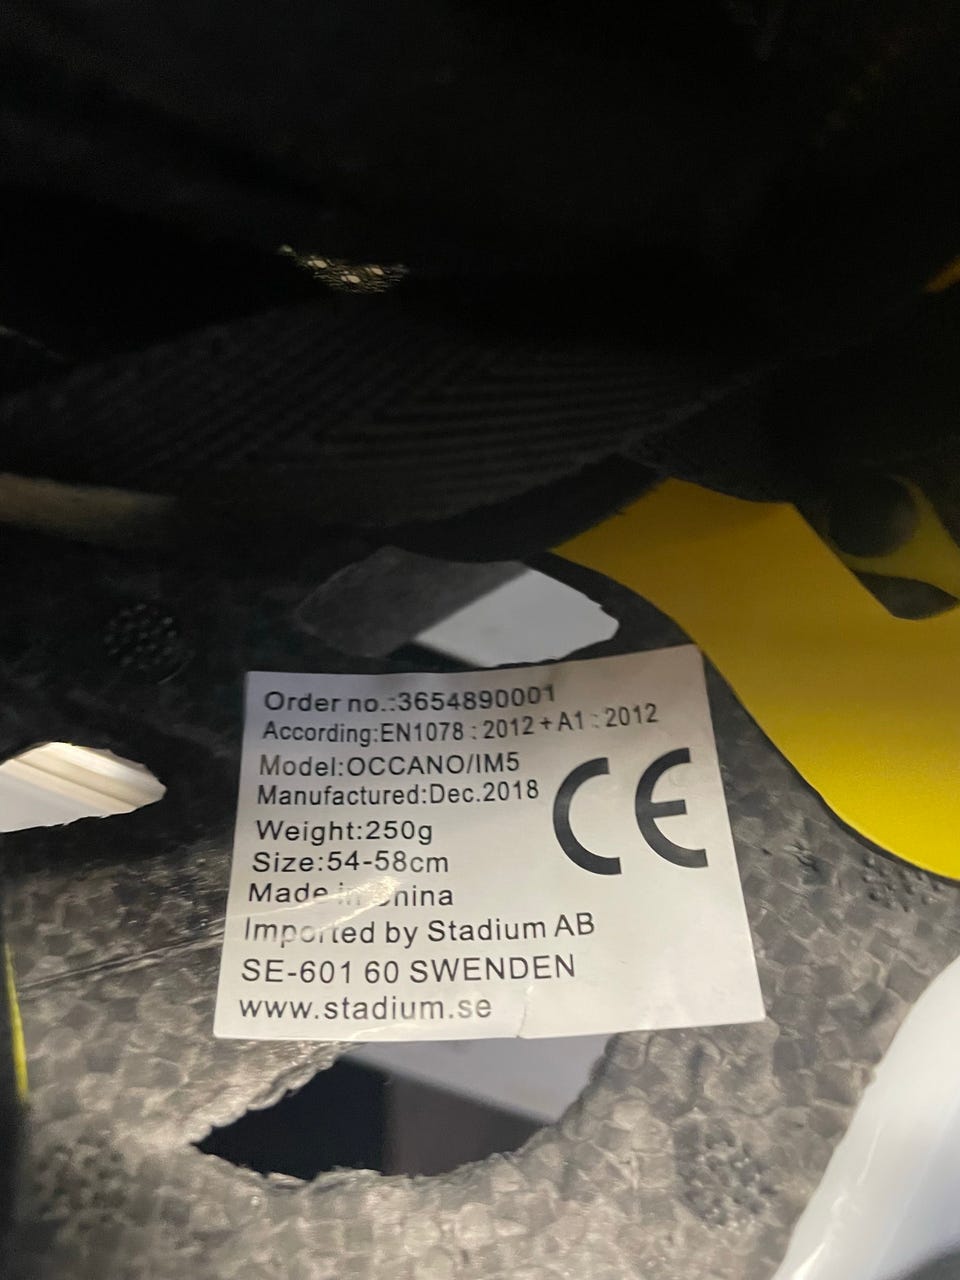 Order no.:3654890001
According:EN1078 : 2012 + A1 : 2012
Model:OCCANO/IM5
Manufactured:Dec.2018
CE
Weight:250g
Size:54-58cm
Made in China
Imported by Stadium AB
SE-601 60 SWENDEN
www.stadium.se